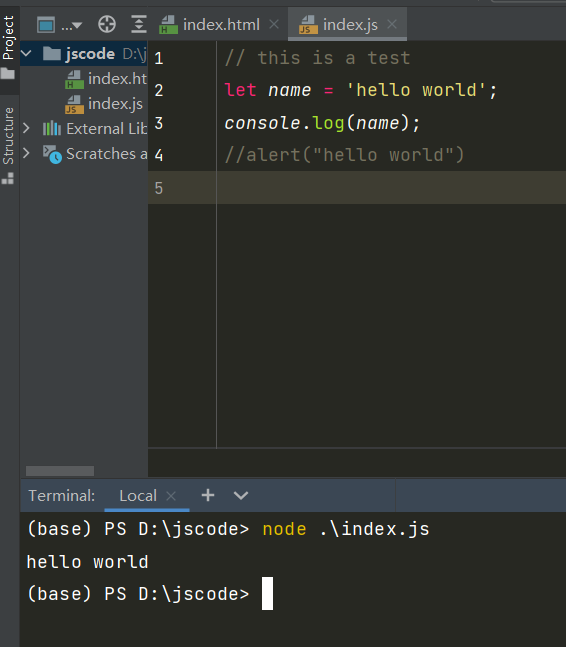 Project
Structure
...
index.html
index.js
jscode D:\j
index.ht
index.js
External Lib
Scratches a
1 // this is a test
2 let name = 'hello world';
3 console.log(name);
4 //alert("hello world")
5
Terminal: Local
(base) PS D:\jscode> node .\index.js
hello world
(base) PS D:\jscode>